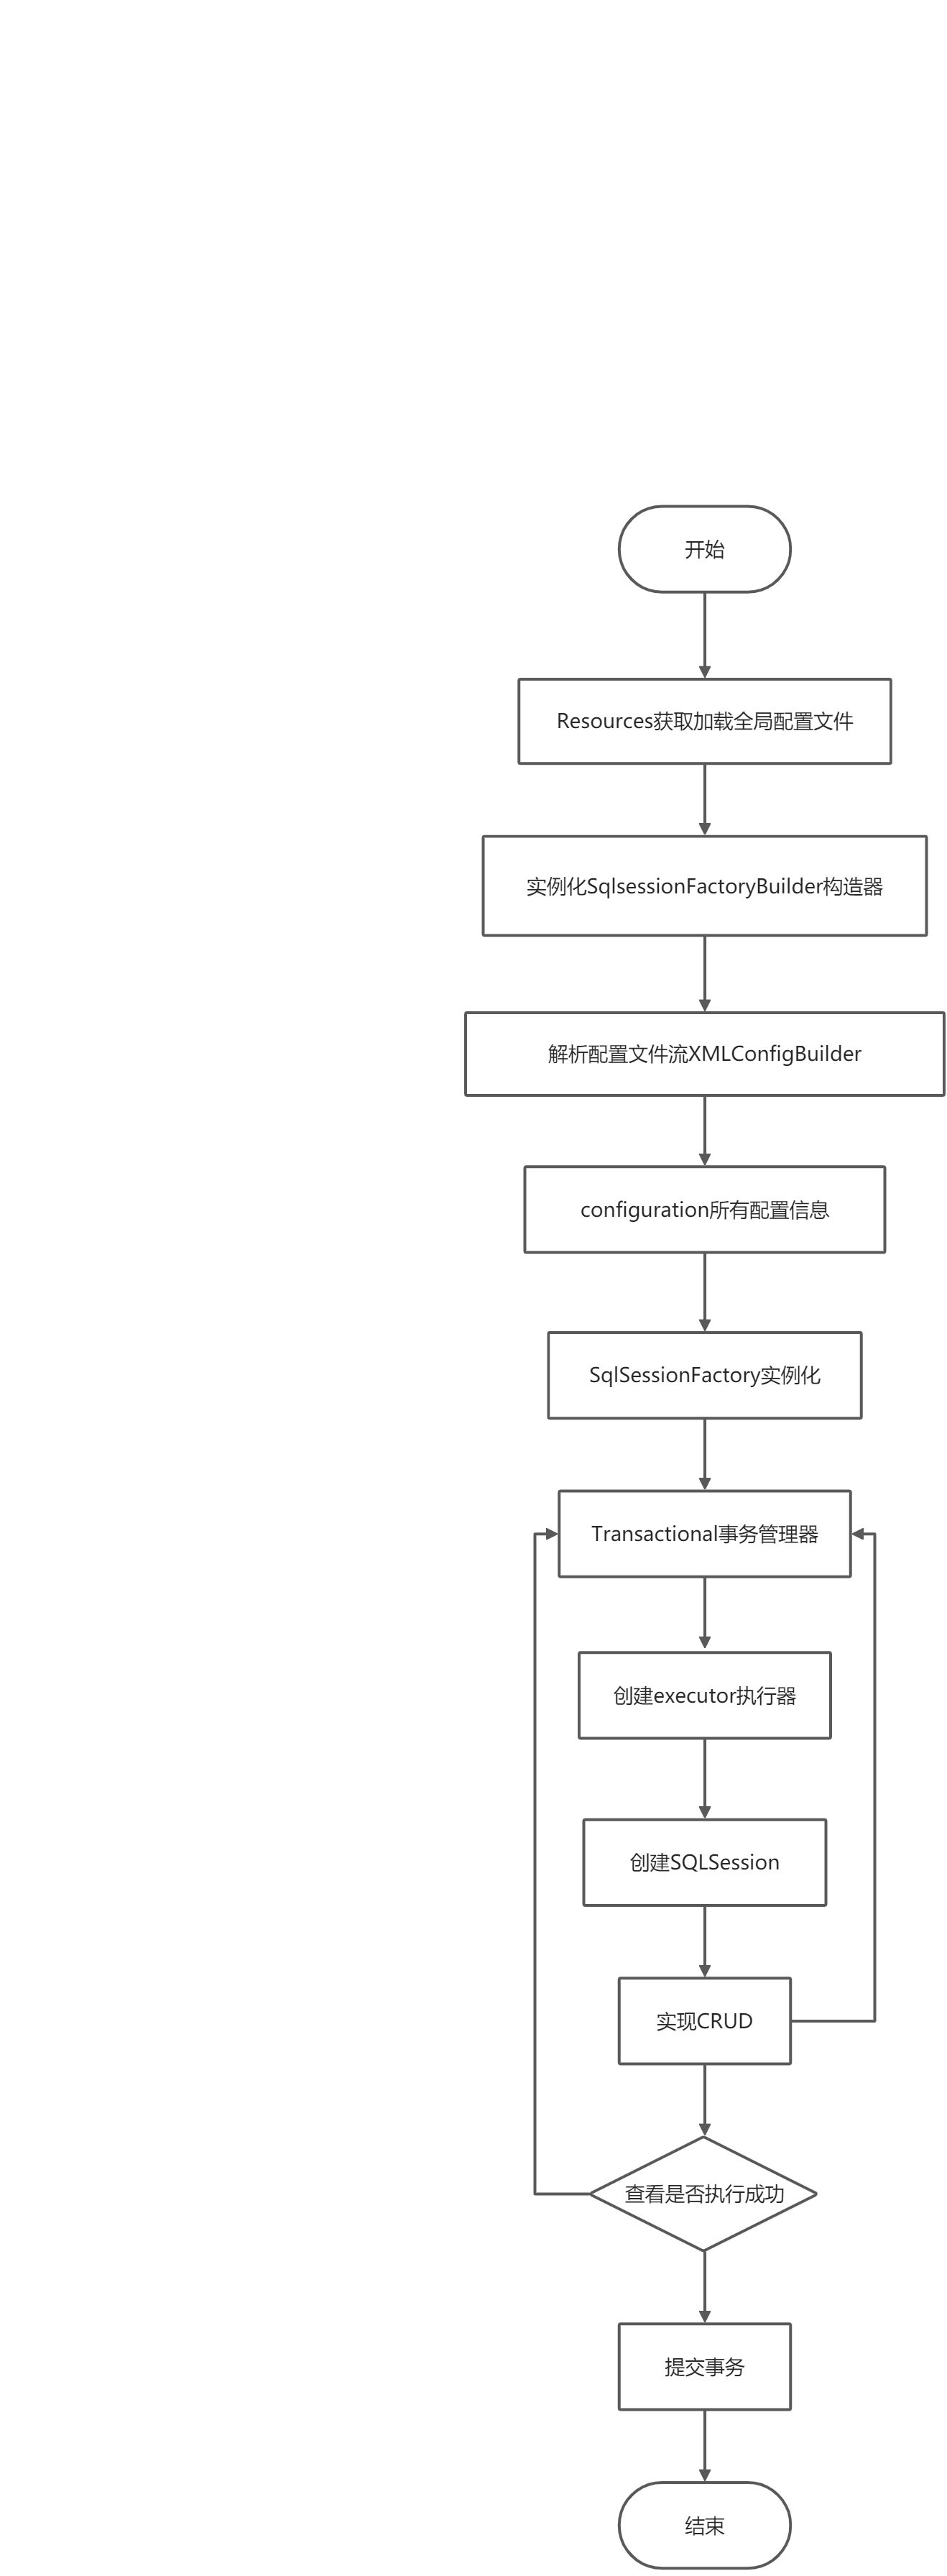 开始
Resources获取加载全局配置文件
实例化SqlsessionFactoryBuilder构造器
解析配置文件流XMLConfigBuilder
configuration所有配置信息
SqlSessionFactory实例化
Transactional事务管理器
创建executor执行器
创建SQLSession
实现CRUD
查看是否执行成功
提交事务
结束